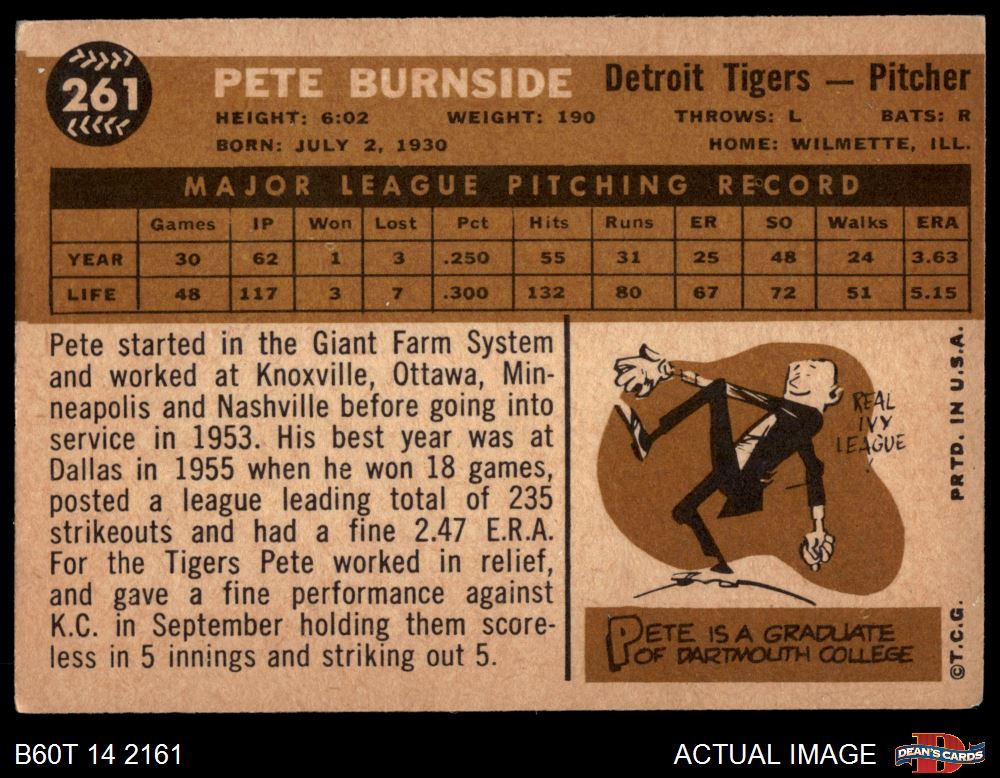 261
PETE BURNSIDE Detroit Tigers — Pitcher
HEIGHT: 6:02 WEIGHT: 190 THROWS: L BATS: R
BORN: JULY 2, 1930 HOME: WILMETTE, ILL.
MAJOR LEAGUE PITCHING RECORD
Games IP Won Lost Pct Hits Runs ER SO Walks ERA
YEAR 30 62 1 3 .250 55 31 25 48 24 3.63
LIFE 48 117 3 7 .300 132 80 67 72 51 5.15
Pete started in the Giant Farm System
and worked at Knoxville, Ottawa, Min-
neapolis and Nashville before going into
service in 1953. His best year was at
Dallas in 1955 when he won 18 games,
posted a league leading total of 235
strikeouts and had a fine 2.47 E.R.A.
For the Tigers Pete worked in relief,
and gave a fine performance against
K.C. in September holding them score-
less in 5 innings and striking out 5.
REAL
IVY
LEAGUE
!
PETE IS A GRADUATE
OF DARTMOUTH COLLEGE
©T.C.G. PRTD. IN U.S.A.
B60T 14 2161 ACTUAL IMAGE DEAN'S CARDS